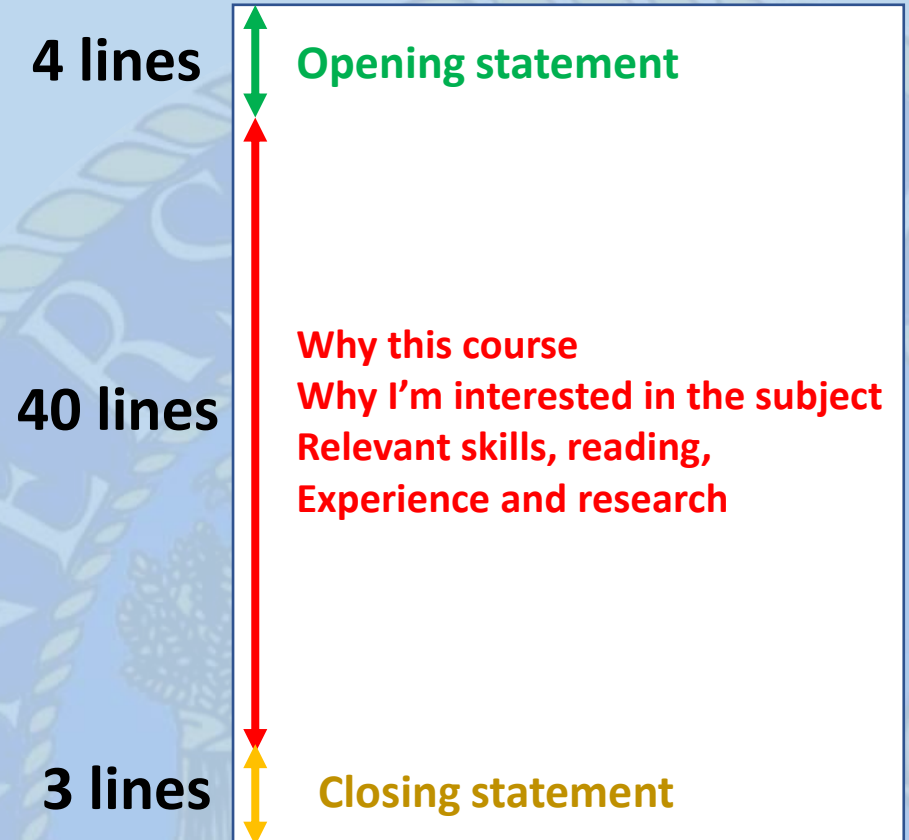 4 lines
Opening statement
Why this course
Why I'm interested in the subject
40 lines
Relevant skills, reading,
Experience and research
3 lines
Closing statement